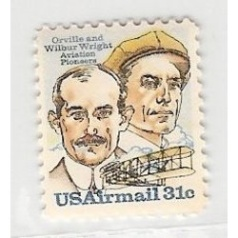 Orville and
Wilbur Wright
Aviation
Pioneers
USAirmail 31c